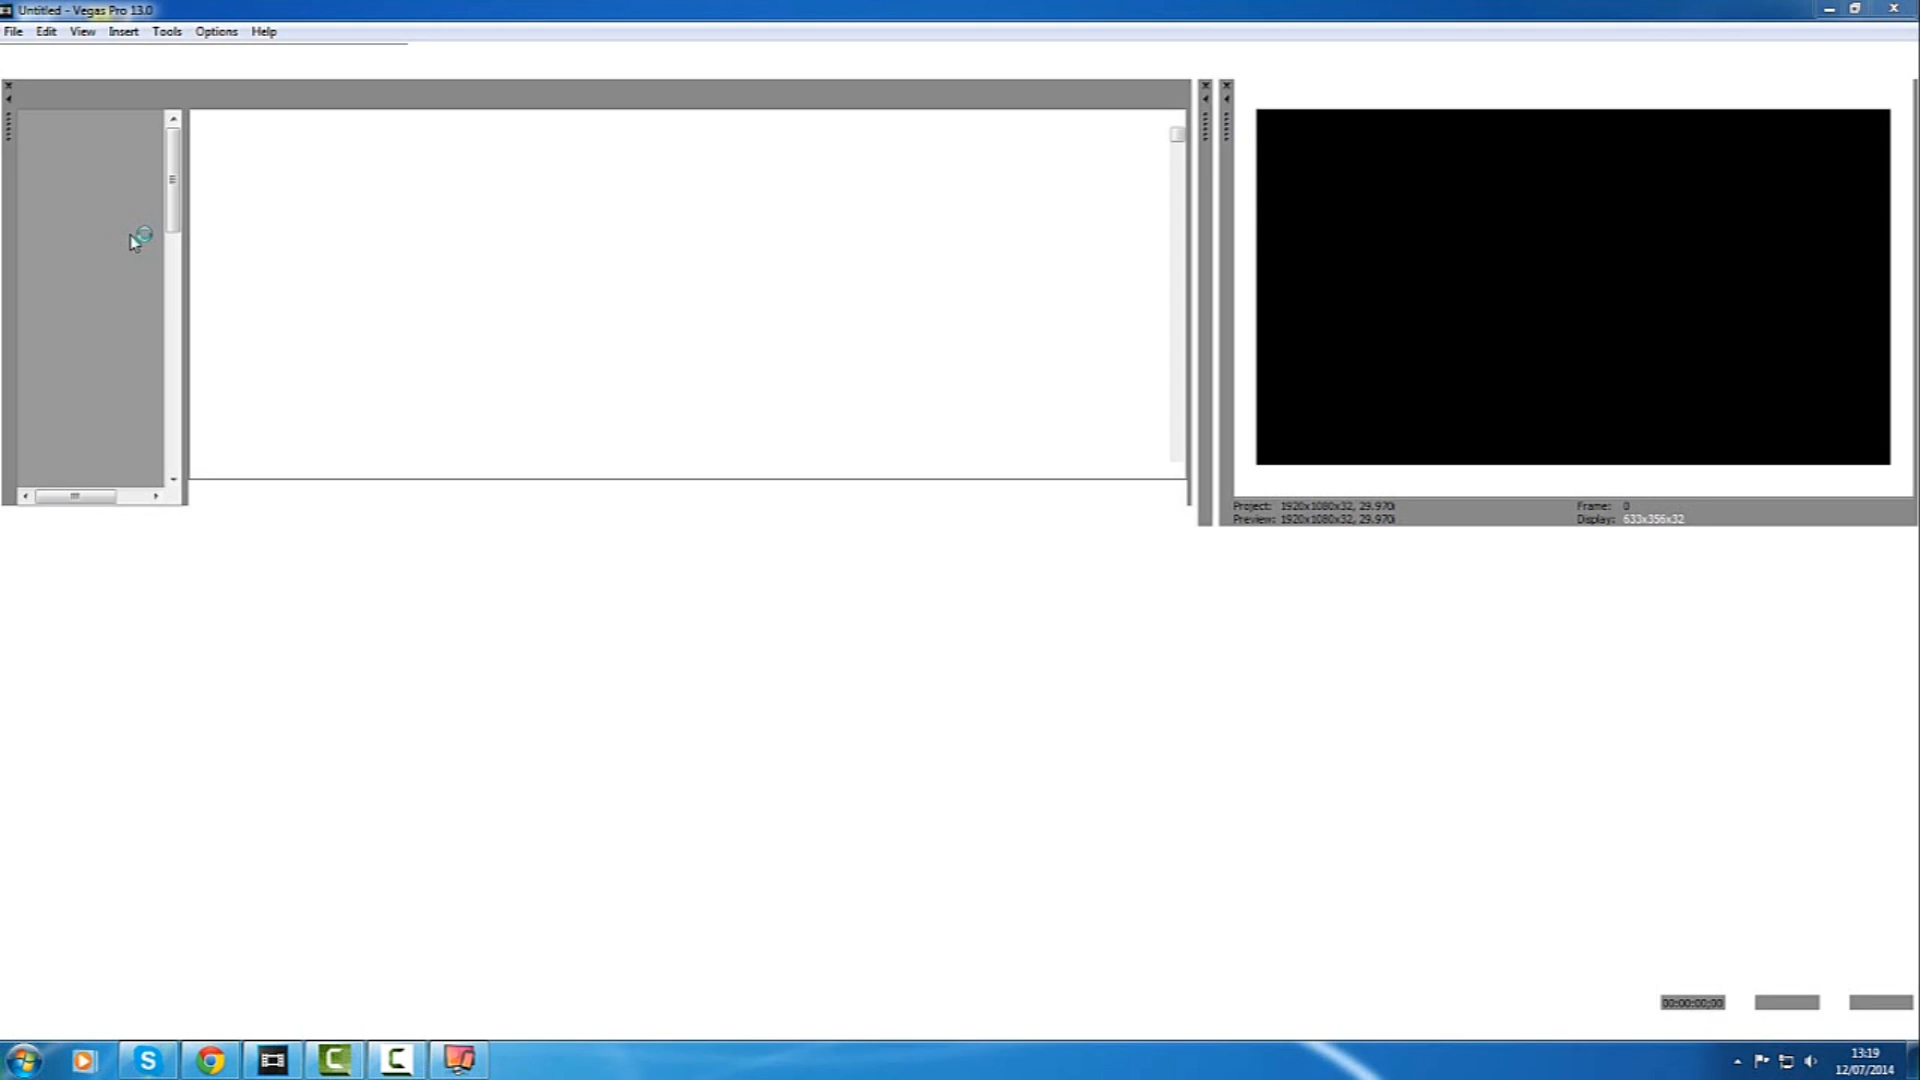 Untitled - Vegas Pro 13.0
File Edit View Insert Tools Options Help
Project: 1920x1080x32, 29.970i
Frame: 0
Preview: 1920x1080x32, 29.970i
Display: 633x356x32
00:00:00;00
13:19
12/07/2014